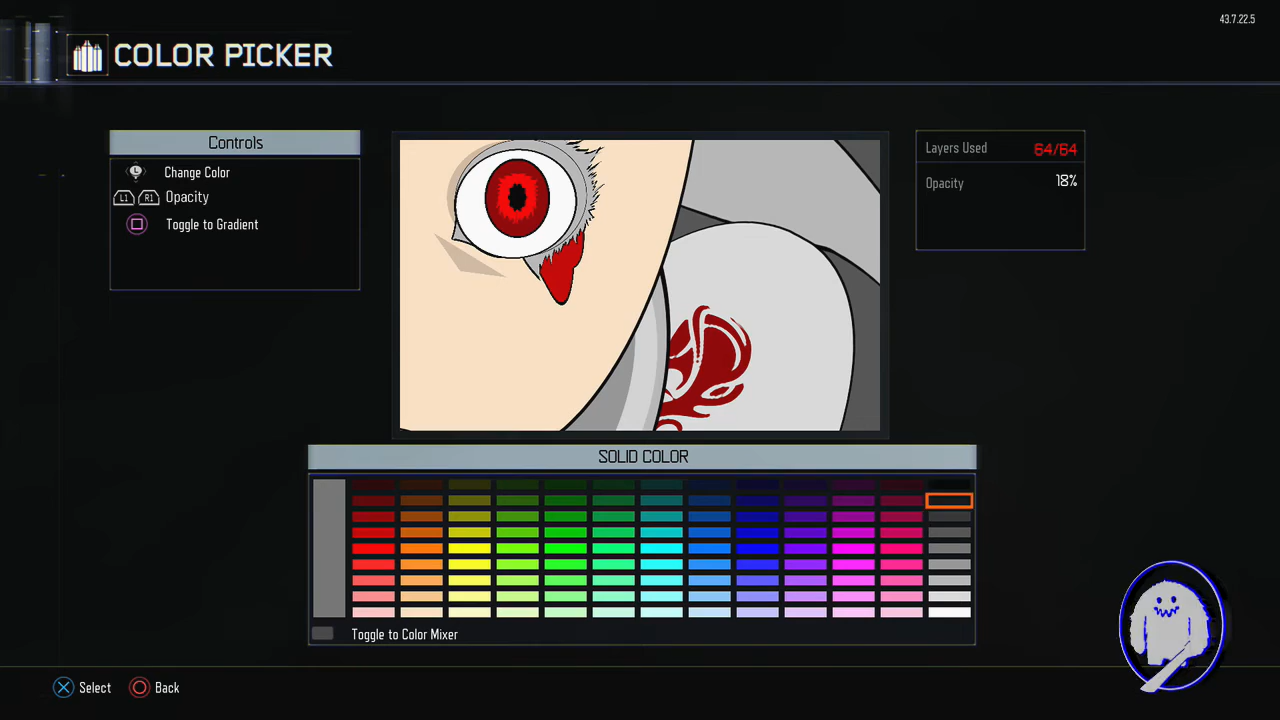 43.7.22.5
COLOR PICKER
Controls
L Change Color
L1 R1 Opacity
Toggle to Gradient
Layers Used 64/64
Opacity 18%
SOLID COLOR
Toggle to Color Mixer
Select Back